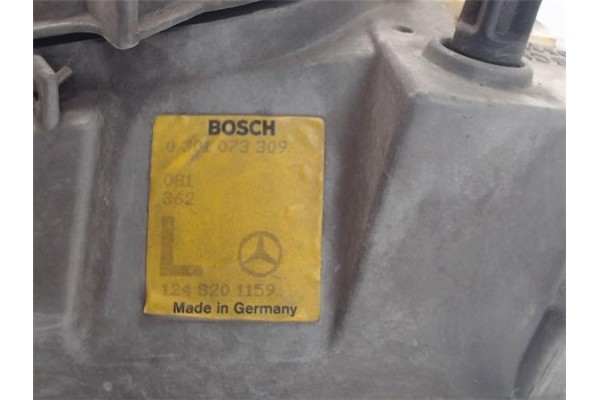 BOSCH
0 301 073 309
081
362
L
124 820 1159
Made in Germany